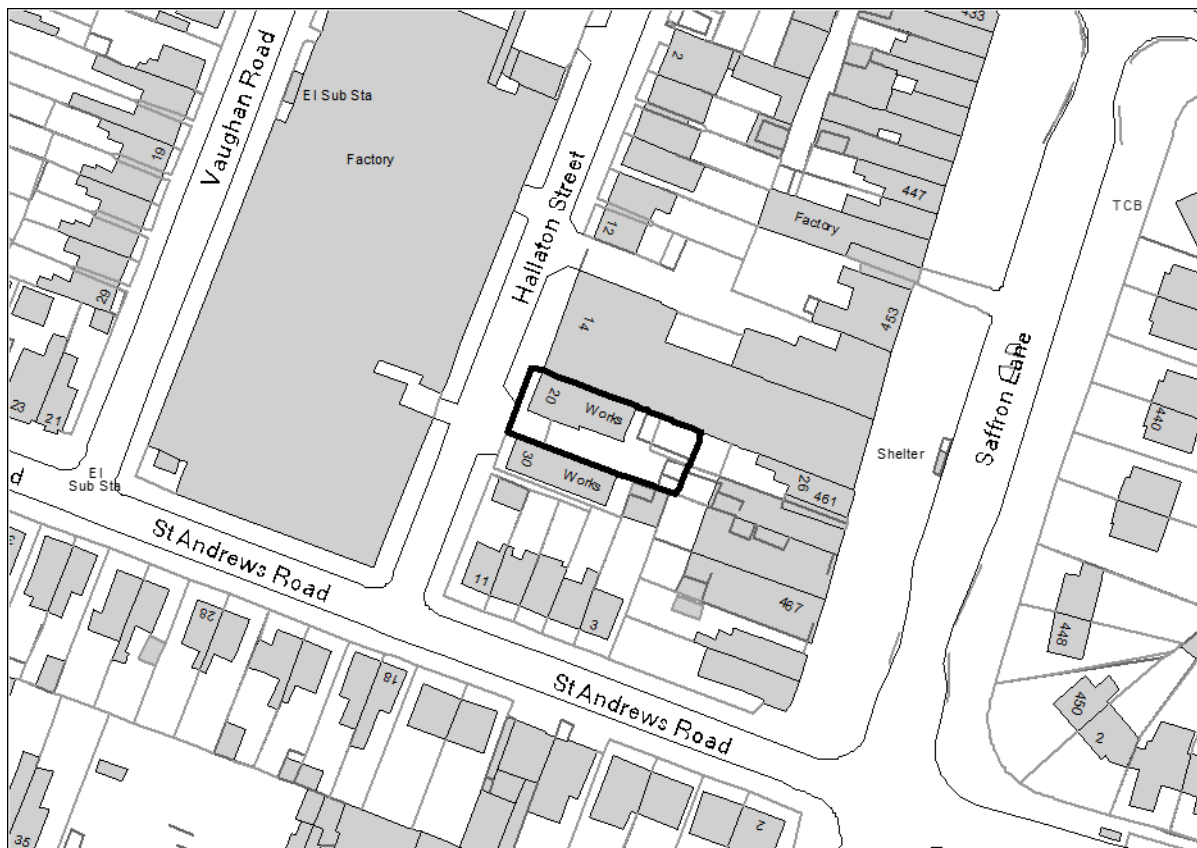 433
2
Vaughan Road
El Sub Sta
19
Factory
447
TCB
Hallaton Street
Factory
12
29
14
453
Saffron Lane
20
Works
440
23
21
Shelter
30
Works
26
461
El
Sub Sta
d
St Andrews Road
3
11
3
467
28
448
18
St Andrews Road
450
2
2
35